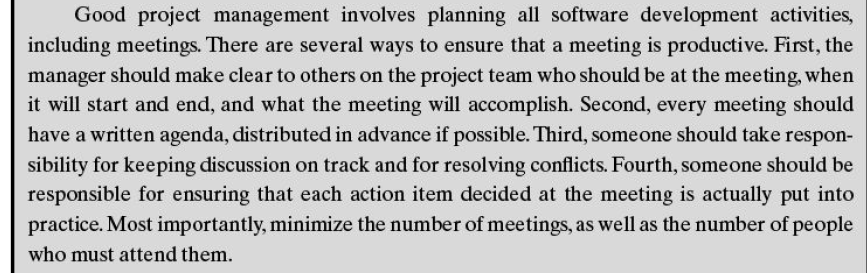 Good project management involves planning all software development activities,
including meetings. There are several ways to ensure that a meeting is productive. First, the
manager should make clear to others on the project team who should be at the meeting, when
it will start and end, and what the meeting will accomplish. Second, every meeting should
have a written agenda, distributed in advance if possible. Third, someone should take respon-
sibility for keeping discussion on track and for resolving conflicts. Fourth, someone should be
responsible for ensuring that each action item decided at the meeting is actually put into
practice. Most importantly, minimize the number of meetings, as well as the number of people
who must attend them.